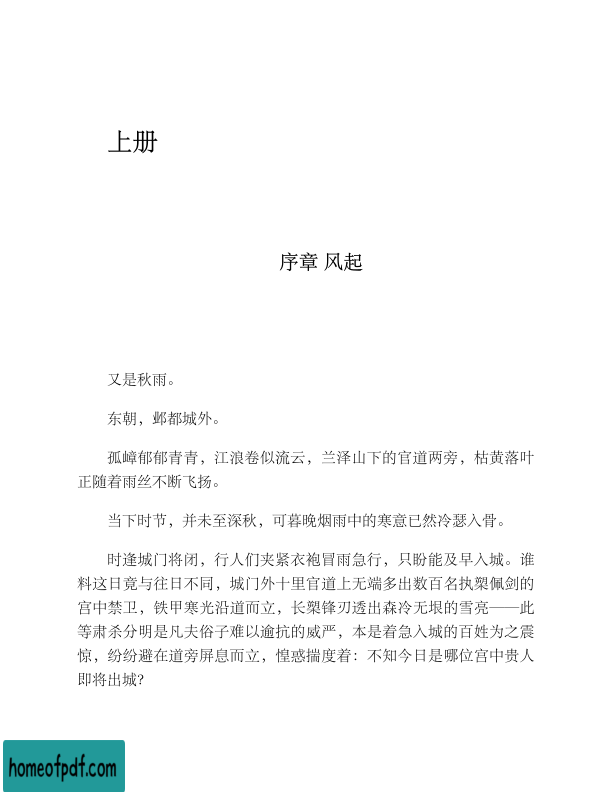 上册
序章 风起
又是秋雨。
东朝，邺都城外。
孤嶂郁郁青青，江浪卷似流云，兰泽山下的官道两旁，枯黄落叶
正随着雨丝不断飞扬。
当下时节，并未至深秋，可暮晚烟雨中的寒意已然冷瑟入骨。
时逢城门将闭，行人们夹紧衣袍冒雨急行，只盼能及早入城。谁
料这日竟与往日不同，城门外十里官道上无端多出数百名执槊佩剑的
宫中禁卫，铁甲寒光沿道而立，长槊锋刃透出森冷无垠的雪亮——此
等肃杀分明是凡夫俗子难以逾抗的威严，本是着急入城的百姓为之震
惊，纷纷避在道旁屏息而立，惶惑揣度着：不知今日是哪位宫中贵人
即将出城?
homeofpdf.com